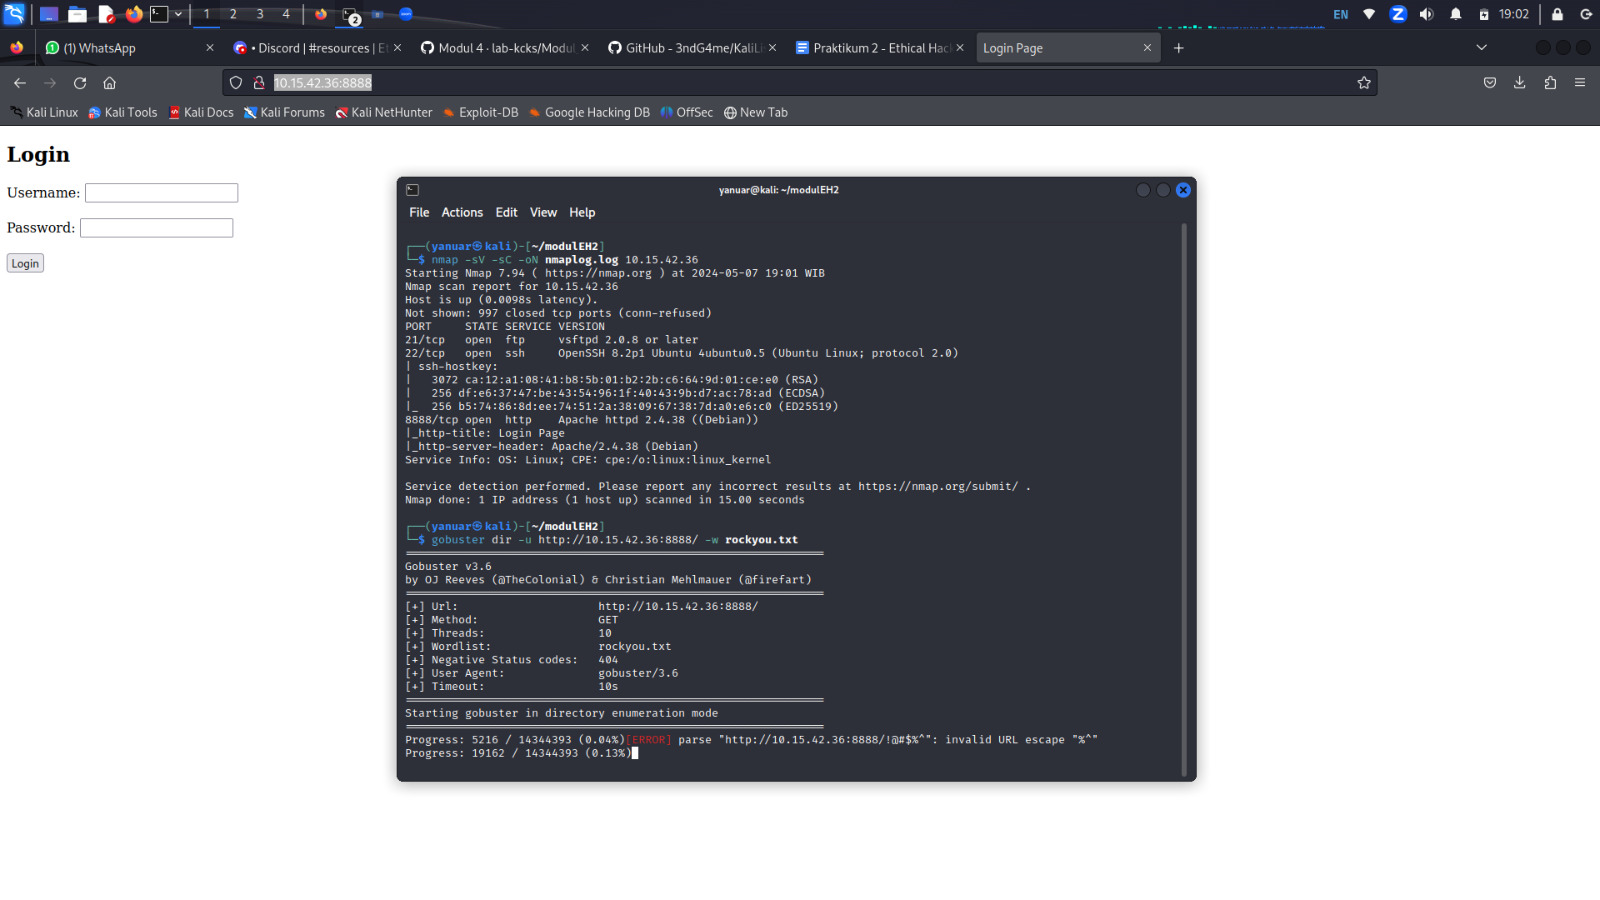 1 2 3 4 2 EN Z 19:02
(1) WhatsApp
• Discord | #resources | Et
Modul 4 · lab-kcks/Modul
GitHub - 3ndG4me/KaliLi
Praktikum 2 - Ethical Hac
Login Page
10.15.42.36:8888
Kali Linux Kali Tools Kali Docs Kali Forums Kali NetHunter Exploit-DB Google Hacking DB OffSec New Tab
Login
Username:
Password:
Login
yanuar@kali: ~/modulEH2
File Actions Edit View Help
┌──(yanuar㉿kali)-[~/modulEH2]
└─$ nmap -sV -sC -oN nmaplog.log 10.15.42.36
Starting Nmap 7.94 ( https://nmap.org ) at 2024-05-07 19:01 WIB
Nmap scan report for 10.15.42.36
Host is up (0.0098s latency).
Not shown: 997 closed tcp ports (conn-refused)
PORT     STATE SERVICE VERSION
21/tcp   open  ftp     vsftpd 2.0.8 or later
22/tcp   open  ssh     OpenSSH 8.2p1 Ubuntu 4ubuntu0.5 (Ubuntu Linux; protocol 2.0)
| ssh-hostkey:
|   3072 ca:12:a1:08:41:b8:5b:01:b2:2b:c6:64:9d:01:ce:e0 (RSA)
|   256 df:e6:37:47:be:43:54:96:1f:40:43:9b:d7:ac:78:ad (ECDSA)
|_  256 b5:74:86:8d:ee:74:51:2a:38:09:67:38:7d:a0:e6:c0 (ED25519)
8888/tcp open  http    Apache httpd 2.4.38 ((Debian))
|_http-title: Login Page
|_http-server-header: Apache/2.4.38 (Debian)
Service Info: OS: Linux; CPE: cpe:/o:linux:linux_kernel
Service detection performed. Please report any incorrect results at https://nmap.org/submit/ .
Nmap done: 1 IP address (1 host up) scanned in 15.00 seconds
┌──(yanuar㉿kali)-[~/modulEH2]
└─$ gobuster dir -u http://10.15.42.36:8888/ -w rockyou.txt
Gobuster v3.6
by OJ Reeves (@TheColonial) & Christian Mehlmauer (@firefart)
[+] Url:                     http://10.15.42.36:8888/
[+] Method:                  GET
[+] Threads:                 10
[+] Wordlist:                rockyou.txt
[+] Negative Status codes:   404
[+] User Agent:              gobuster/3.6
[+] Timeout:                 10s
Starting gobuster in directory enumeration mode
Progress: 5216 / 14344393 (0.04%)[ERROR] parse "http://10.15.42.36:8888/!@#$%^": invalid URL escape "%^"
Progress: 19162 / 14344393 (0.13%)